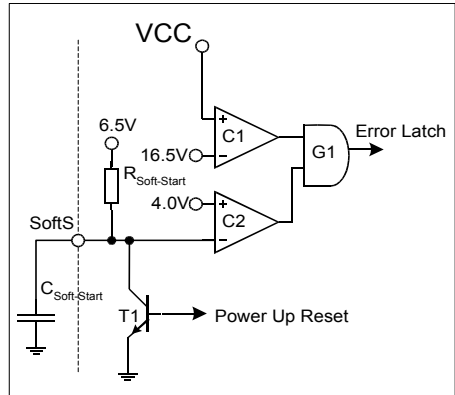 VCC
6.5V
C1
G1
Error Latch
16.5V
R Soft-Start
4.0V
SoftS
C2
C Soft-Start
T1
Power Up Reset